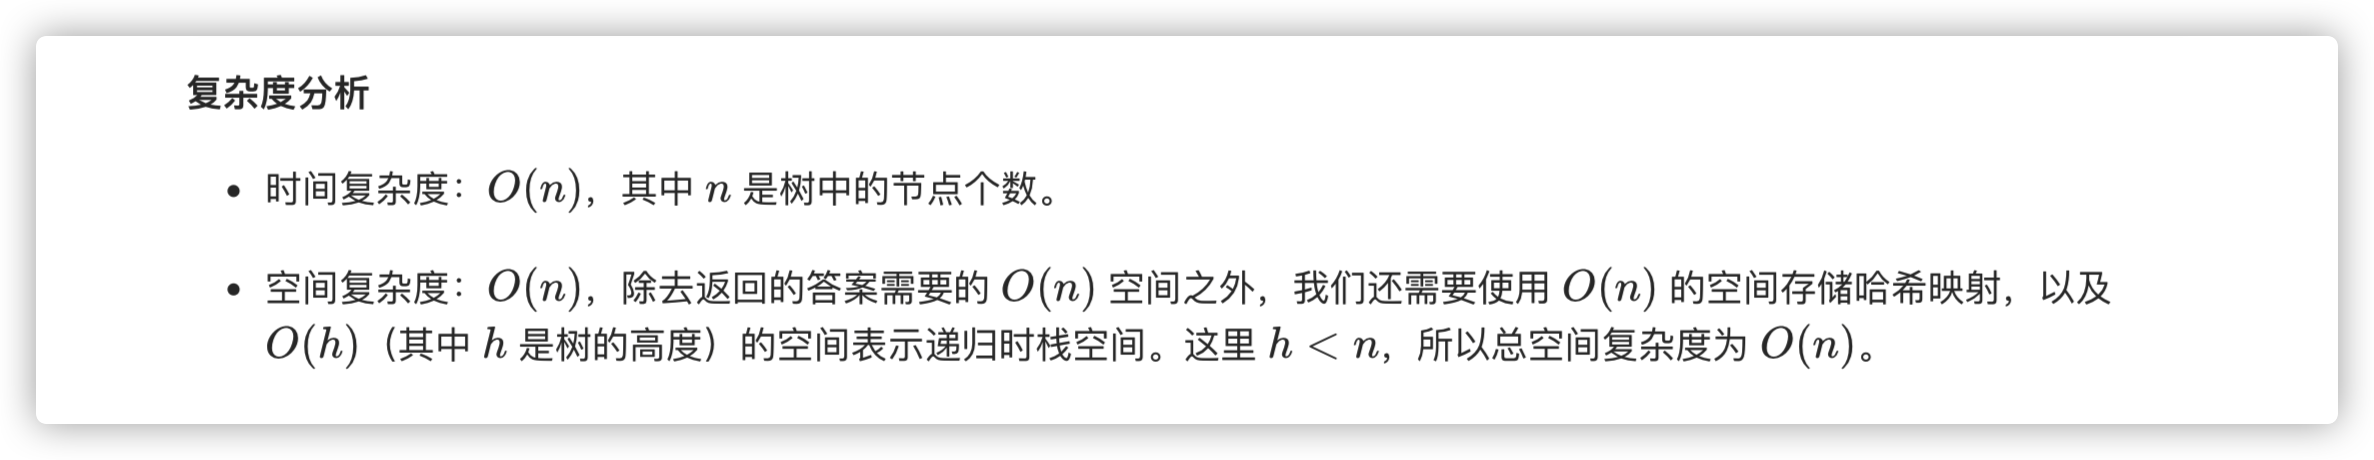 复杂度分析
• 时间复杂度：O(n)，其中 n 是树中的节点个数。
• 空间复杂度：O(n)，除去返回的答案需要的 O(n) 空间之外，我们还需要使用 O(n) 的空间存储哈希映射，以及
O(h)（其中 h 是树的高度）的空间表示递归时栈空间。这里 h < n，所以总空间复杂度为 O(n)。